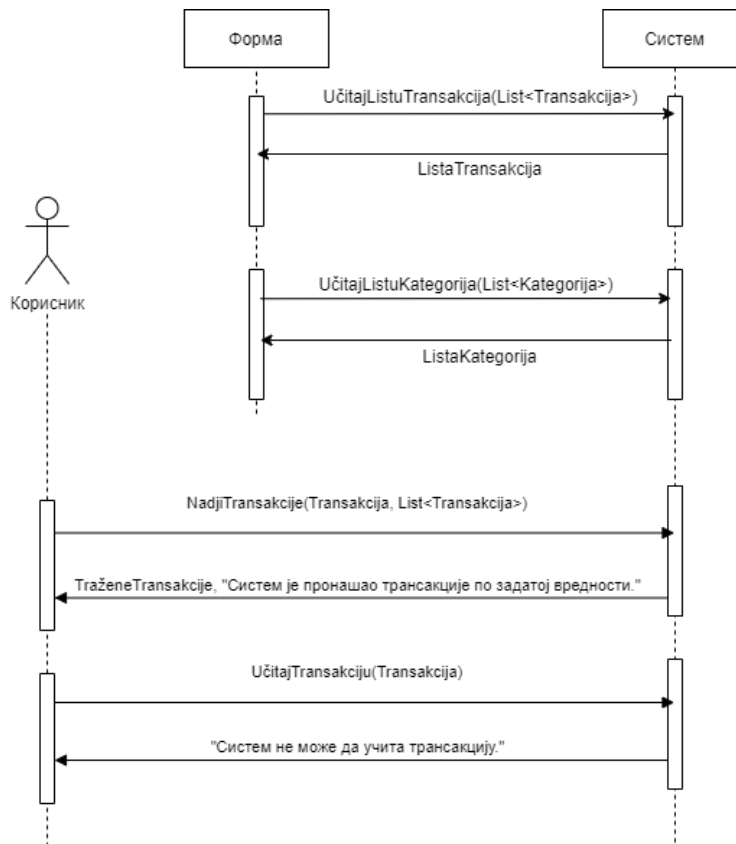 Форма
Систем
UčitajListuTransakcija(List<Transakcija>)
ListaTransakcija
Корисник
UčitajListuKategorija(List<Kategorija>)
ListaKategorija
NadjiTransakcije(Transakcija, List<Transakcija>)
TraženeTransakcije, "Систем је пронашао трансакције по задатој вредности."
UčitajTransakciju(Transakcija)
"Систем не може да учита трансакцију."